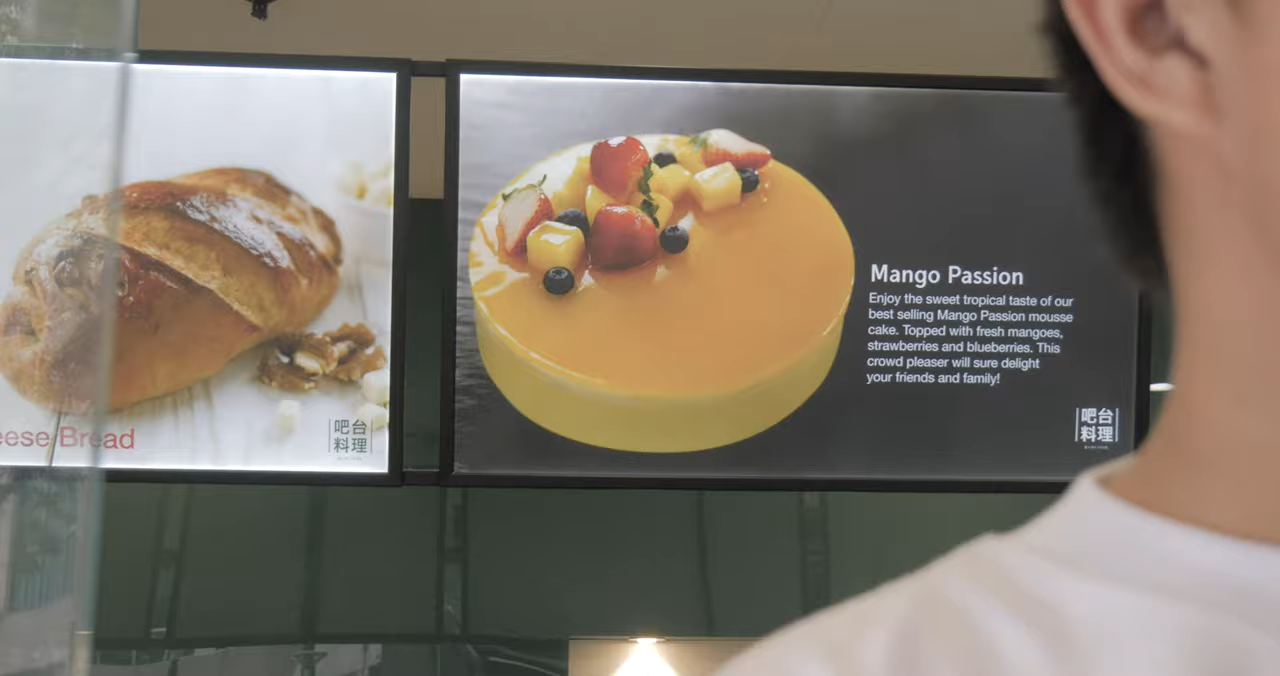 Bread
吧台
料理
Mango Passion
Enjoy the sweet tropical taste of our
best selling Mango Passion mousse
cake. Topped with fresh mangoes,
strawberries and blueberries. This
crowd pleaser will sure delight
your friends and family!
吧台
料理